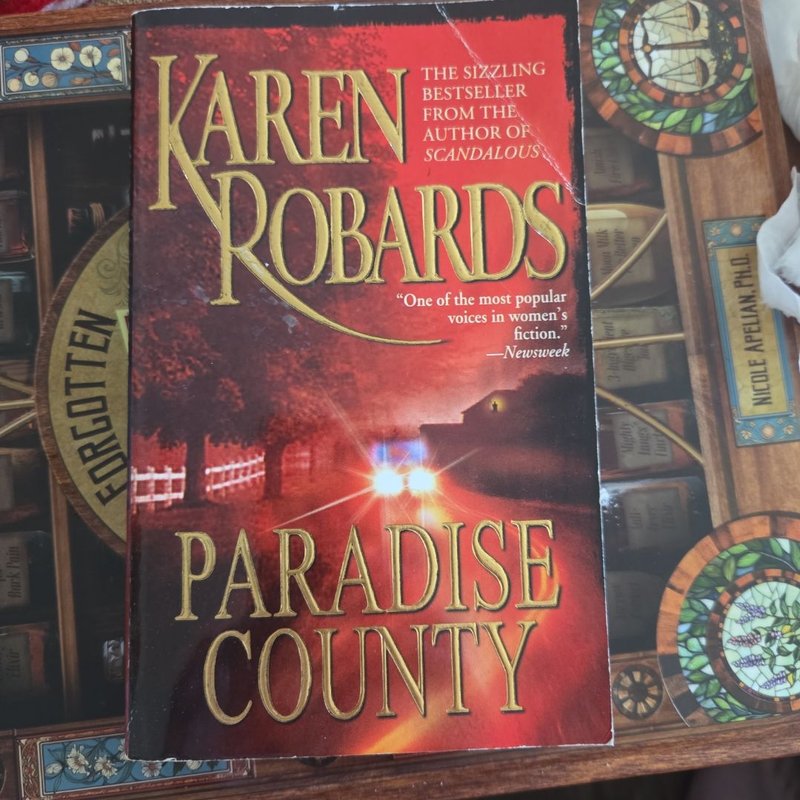 KAREN
ROBARDS
THE SIZZLING
BESTSELLER
FROM THE
AUTHOR OF
SCANDALOUS
“One of the most popular
voices in women’s
fiction.”
—Newsweek
PARADISE
COUNTY
FORGOTTEN
NICOLE APELIAN, PH.D.